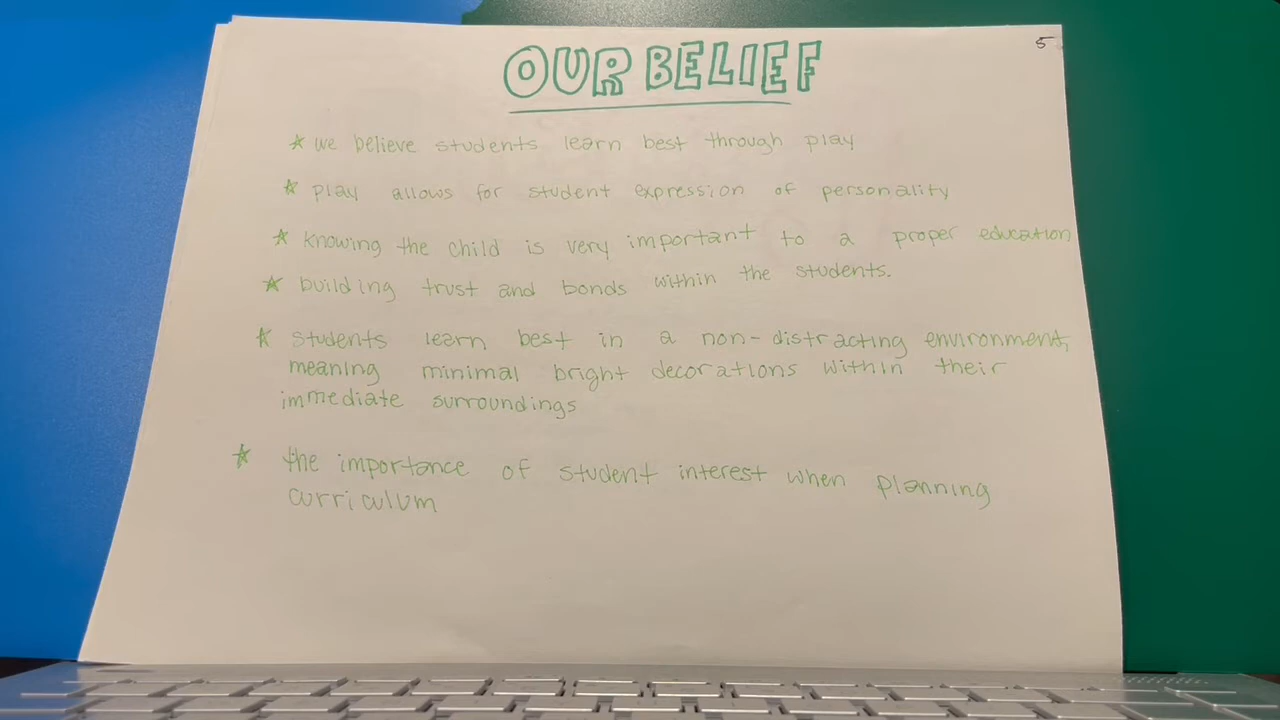 5
OUR BELIEF
★ we believe students learn best through play
★ play allows for student expression of personality
★ knowing the child is very important to a proper education
★ building trust and bonds within the students.
★ students learn best in a non-distracting environment,
meaning minimal bright decorations within their
immediate surroundings
★ the importance of student interest when planning
curriculum